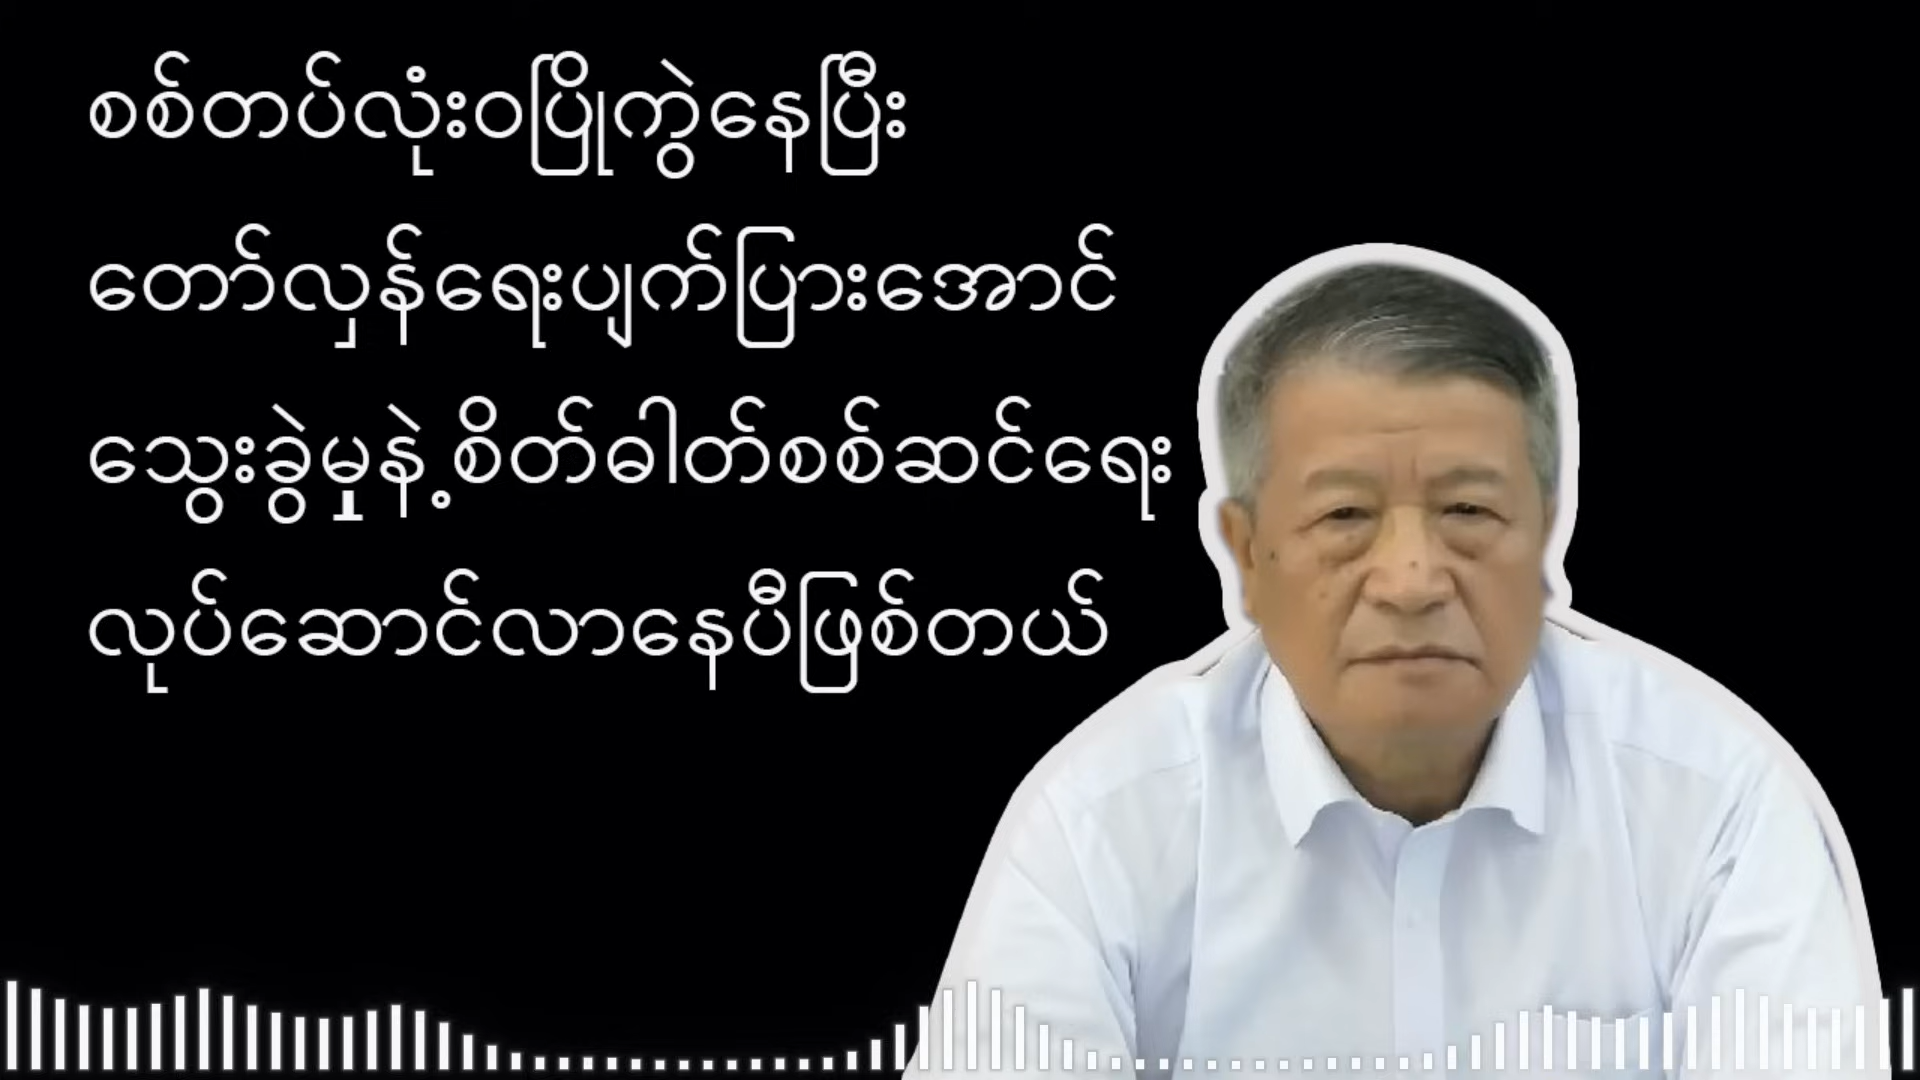 စစ်တပ်လုံးဝပြိုကွဲနေပြီး
တော်လှန်ရေးပျက်ပြားအောင်
သွေးခွဲမှုနဲ့စိတ်ဓါတ်စစ်ဆင်ရေး
လုပ်ဆောင်လာနေပီဖြစ်တယ်